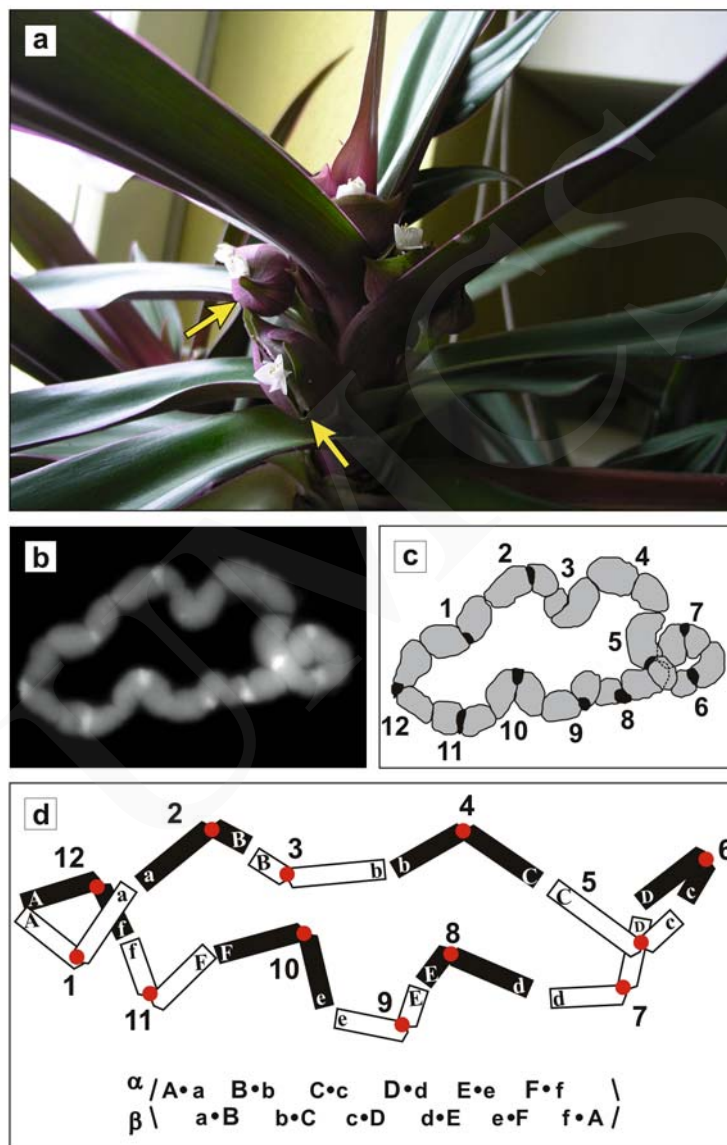 a
UMCS
b
c
2 3 4
1 7
5
6
12 8
11 10 9
d
2 4 6
12 B 3
a B b b C D c
A a C 5 c
A f D
1 f F F 10 8
E
11 e 9 E d d 7
e
α / A•a B•b C•c D•d E•e F•f \
β \ a•B b•C c•D d•E e•F f•A /